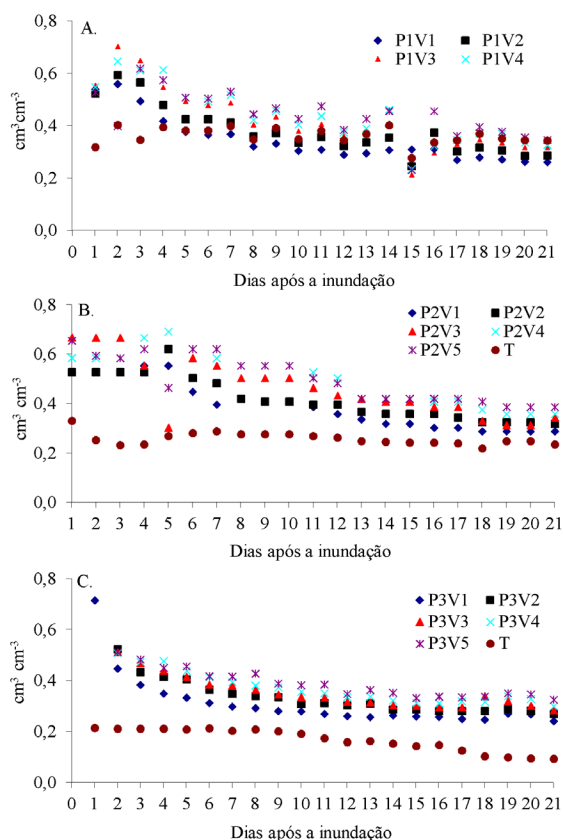 A.
P1V1 P1V2
P1V3 P1V4
cm³cm-³
0,8
0,6
0,4
0,2
0,0
0 1 2 3 4 5 6 7 8 9 10 11 12 13 14 15 16 17 18 19 20 21
Dias após a inundação
B.
P2V1 P2V2
P2V3 P2V4
P2V5 T
cm³ cm-³
0,8
0,6
0,4
0,2
0,0
1 2 3 4 5 6 7 8 9 10 11 12 13 14 15 16 17 18 19 20 21
Dias após a inundação
C.
P3V1 P3V2
P3V3 P3V4
P3V5 T
cm³ cm-³
0,8
0,6
0,4
0,2
0,0
0 1 2 3 4 5 6 7 8 9 10 11 12 13 14 15 16 17 18 19 20 21
Dias após a inundação